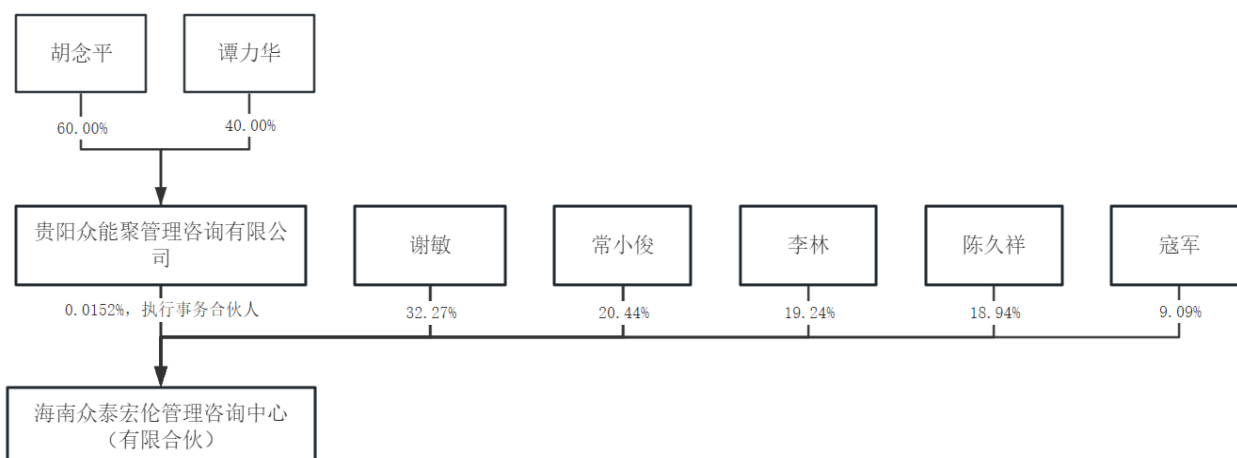 胡念平
谭力华
60.00%
40.00%
贵阳众能聚管理咨询有限公
司
谢敏
常小俊
李林
陈久祥
寇军
0.0152%, 执行事务合伙人
32.27%
20.44%
19.24%
18.94%
9.09%
海南众泰宏伦管理咨询中心
（有限合伙）